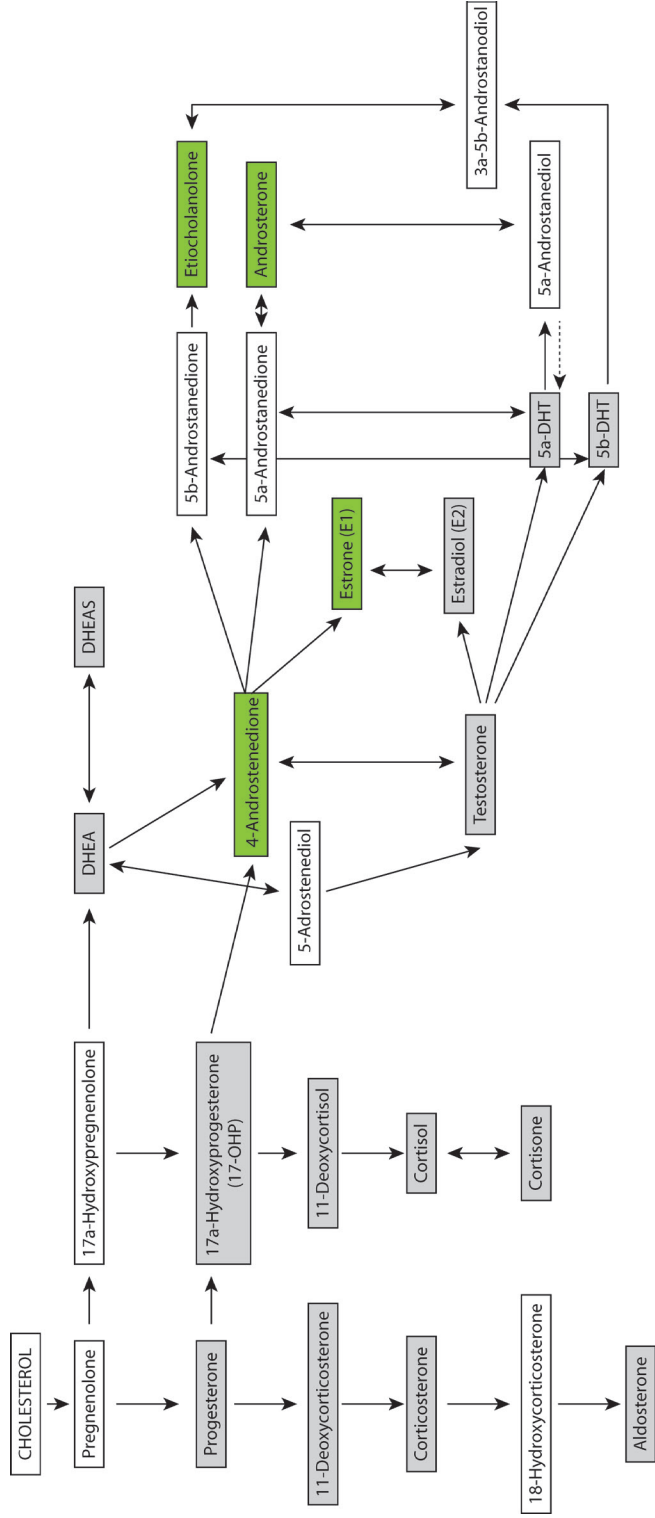 CHOLESTEROL
Pregnenolone
17a-Hydroxypregnenolone
DHEA
DHEAS
Progesterone
17a-Hydroxyprogesterone
(17-OHP)
4-Androstenedione
5b-Androstanedione
Etiocholanolone
5a-Androstanedione
Androsterone
11-Deoxycorticosterone
11-Deoxycortisol
5-Adrostenediol
Estrone (E1)
Corticosterone
Cortisol
Testosterone
Estradiol (E2)
3a-5b-Androstanodiol
18-Hydroxycorticosterone
Cortisone
5a-DHT
5a-Androstanediol
5b-DHT
Aldosterone